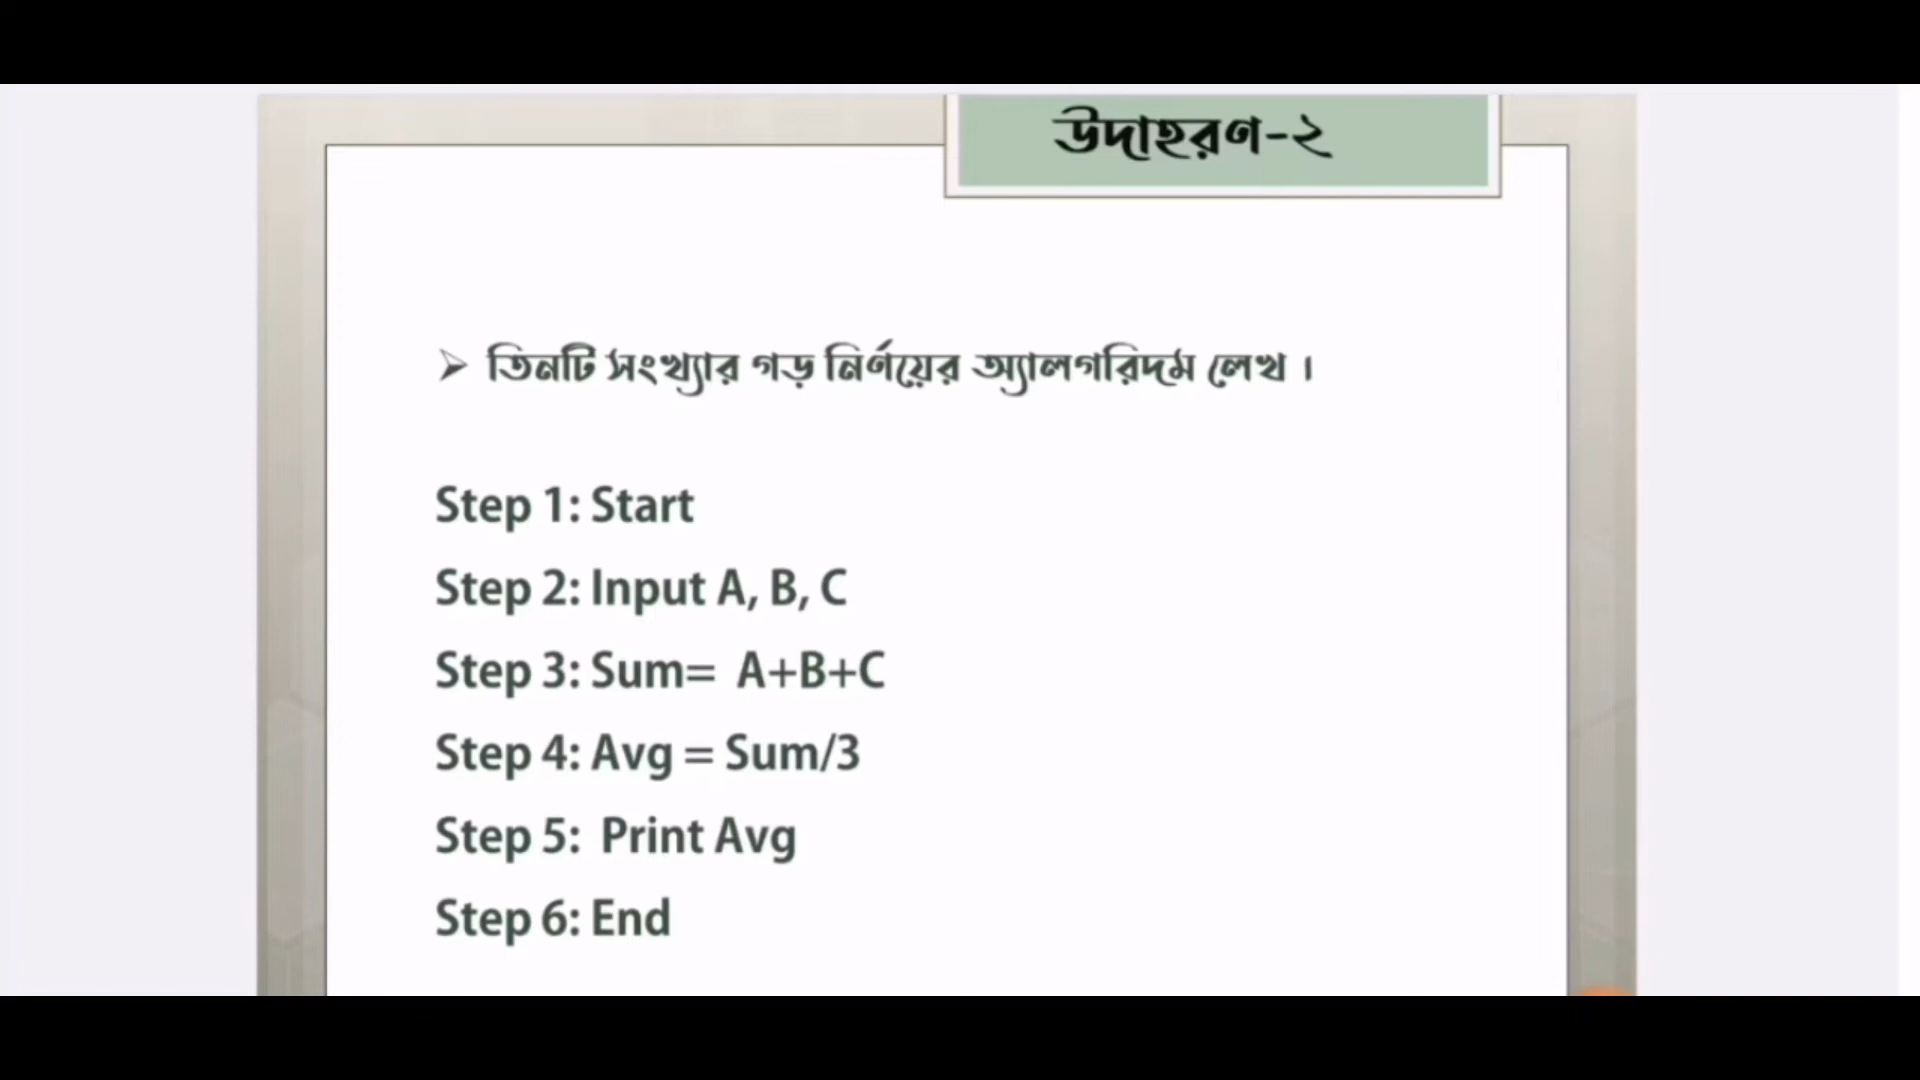 উদাহরণ-২
➢ তিনটি সংখ্যার গড় নির্ণয়ের অ্যালগরিদম লেখ ।
Step 1: Start
Step 2: Input A, B, C
Step 3: Sum= A+B+C
Step 4: Avg = Sum/3
Step 5: Print Avg
Step 6: End